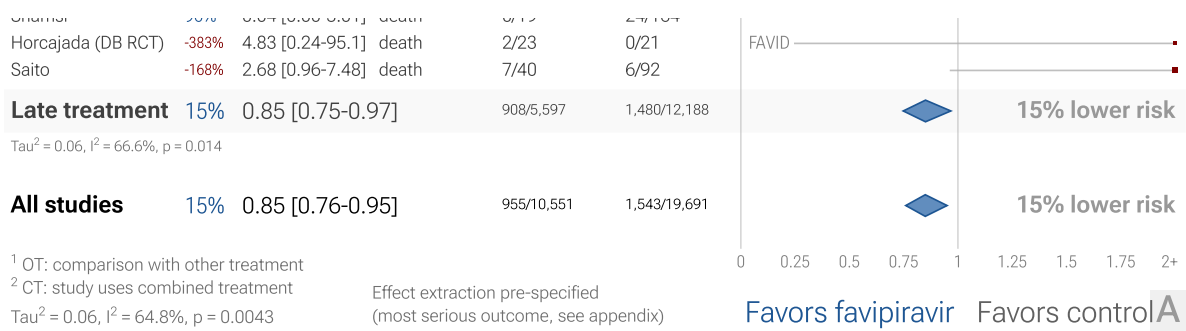 Horcajada (DB RCT) -383% 4.83 [0.24-95.1] death 2/23 0/21 FAVID
Saito -168% 2.68 [0.96-7.48] death 7/40 6/92
Late treatment 15% 0.85 [0.75-0.97] 908/5,597 1,480/12,188 15% lower risk
Tau² = 0.06, I² = 66.6%, p = 0.014
All studies 15% 0.85 [0.76-0.95] 955/10,551 1,543/19,691 15% lower risk
0 0.25 0.5 0.75 1 1.25 1.5 1.75 2+
¹ OT: comparison with other treatment
² CT: study uses combined treatment
Tau² = 0.06, I² = 64.8%, p = 0.0043
Effect extraction pre-specified
(most serious outcome, see appendix)
Favors favipiravir Favors control A